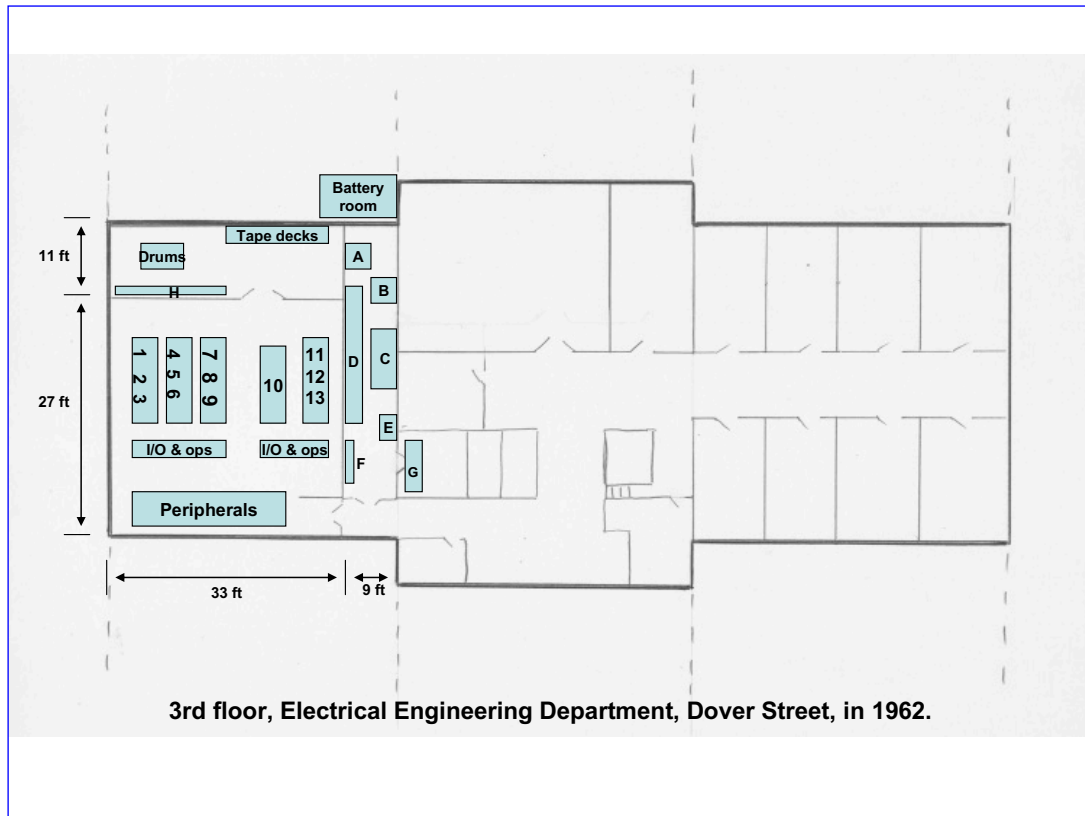 Battery
room
Tape decks
11 ft
Drums
A
B
H
1 2 3
4 5 6
7 8 9
10
11
12
13
D
C
27 ft
E
I/O & ops
I/O & ops
F
G
Peripherals
33 ft
9 ft
3rd floor, Electrical Engineering Department, Dover Street, in 1962.